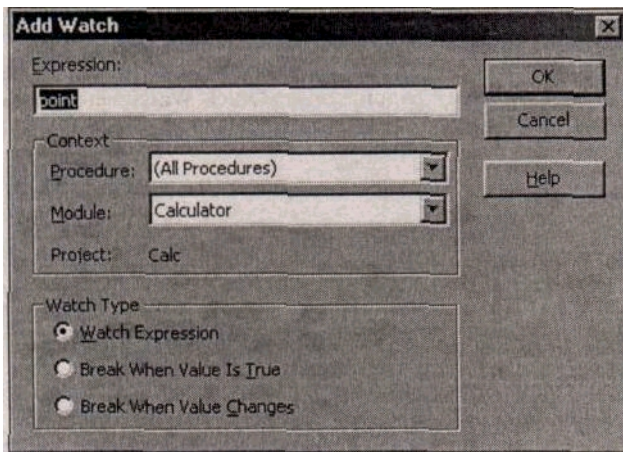 Add Watch
Expression:
point
OK
Cancel
Help
Context
Procedure: (All Procedures)
Module: Calculator
Project: Calc
Watch Type
Watch Expression
Break When Value Is True
Break When Value Changes